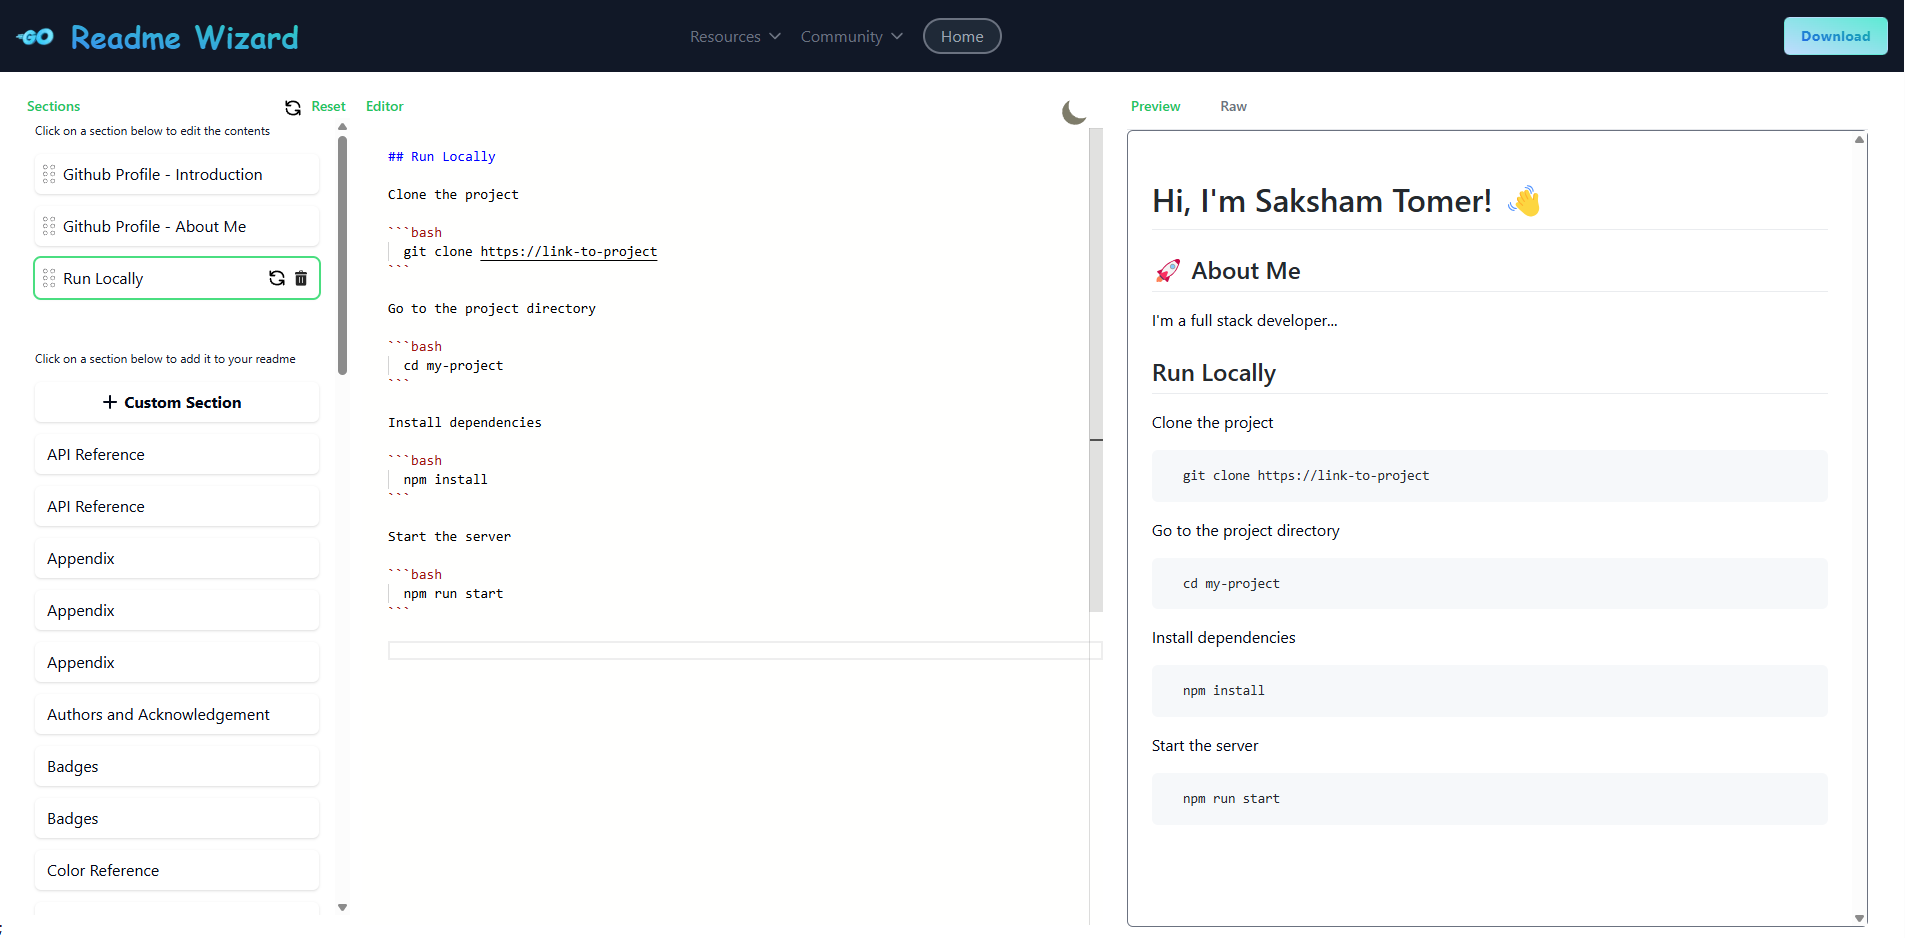 GO Readme Wizard
Resources Community Home
Download
Sections
Reset
Click on a section below to edit the contents
Github Profile - Introduction
Github Profile - About Me
Run Locally
Click on a section below to add it to your readme
+ Custom Section
API Reference
API Reference
Appendix
Appendix
Appendix
Authors and Acknowledgement
Badges
Badges
Color Reference
;
Editor
## Run Locally
Clone the project
```bash
git clone https://link-to-project
```
Go to the project directory
```bash
cd my-project
```
Install dependencies
```bash
npm install
```
Start the server
```bash
npm run start
```
Preview Raw
Hi, I'm Saksham Tomer! 👋
🚀 About Me
I'm a full stack developer...
Run Locally
Clone the project
git clone https://link-to-project
Go to the project directory
cd my-project
Install dependencies
npm install
Start the server
npm run start